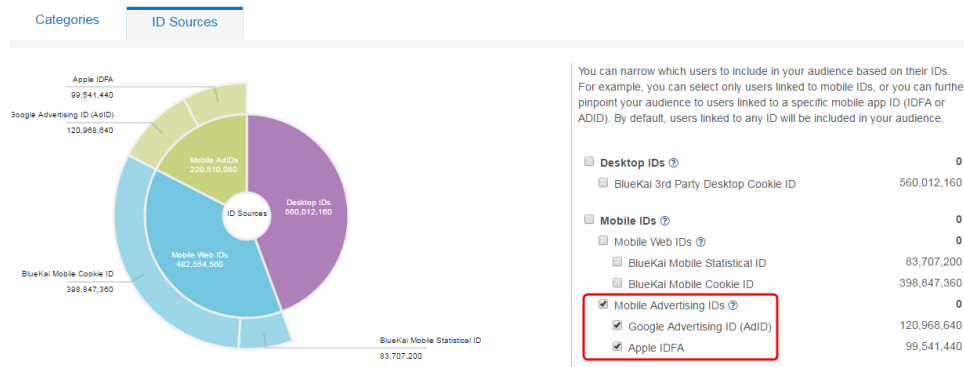 Categories
ID Sources
Apple IDFA
99,541,440
Google Advertising ID (AdID)
120,968,640
Mobile AdIDs
220,510,080
Desktop IDs
560,012,160
ID Sources
Mobile Web IDs
482,554,560
BlueKai Mobile Cookie ID
398,847,360
BlueKai Mobile Statistical ID
83,707,200
You can narrow which users to include in your audience based on their IDs.
For example, you can select only users linked to mobile IDs, or you can furthe
pinpoint your audience to users linked to a specific mobile app ID (IDFA or
ADID). By default, users linked to any ID will be included in your audience.
Desktop IDs ? 0
BlueKai 3rd Party Desktop Cookie ID 560,012,160
Mobile IDs ? 0
Mobile Web IDs ? 0
BlueKai Mobile Statistical ID 83,707,200
BlueKai Mobile Cookie ID 398,847,360
Mobile Advertising IDs ? 0
Google Advertising ID (AdID) 120,968,640
Apple IDFA 99,541,440